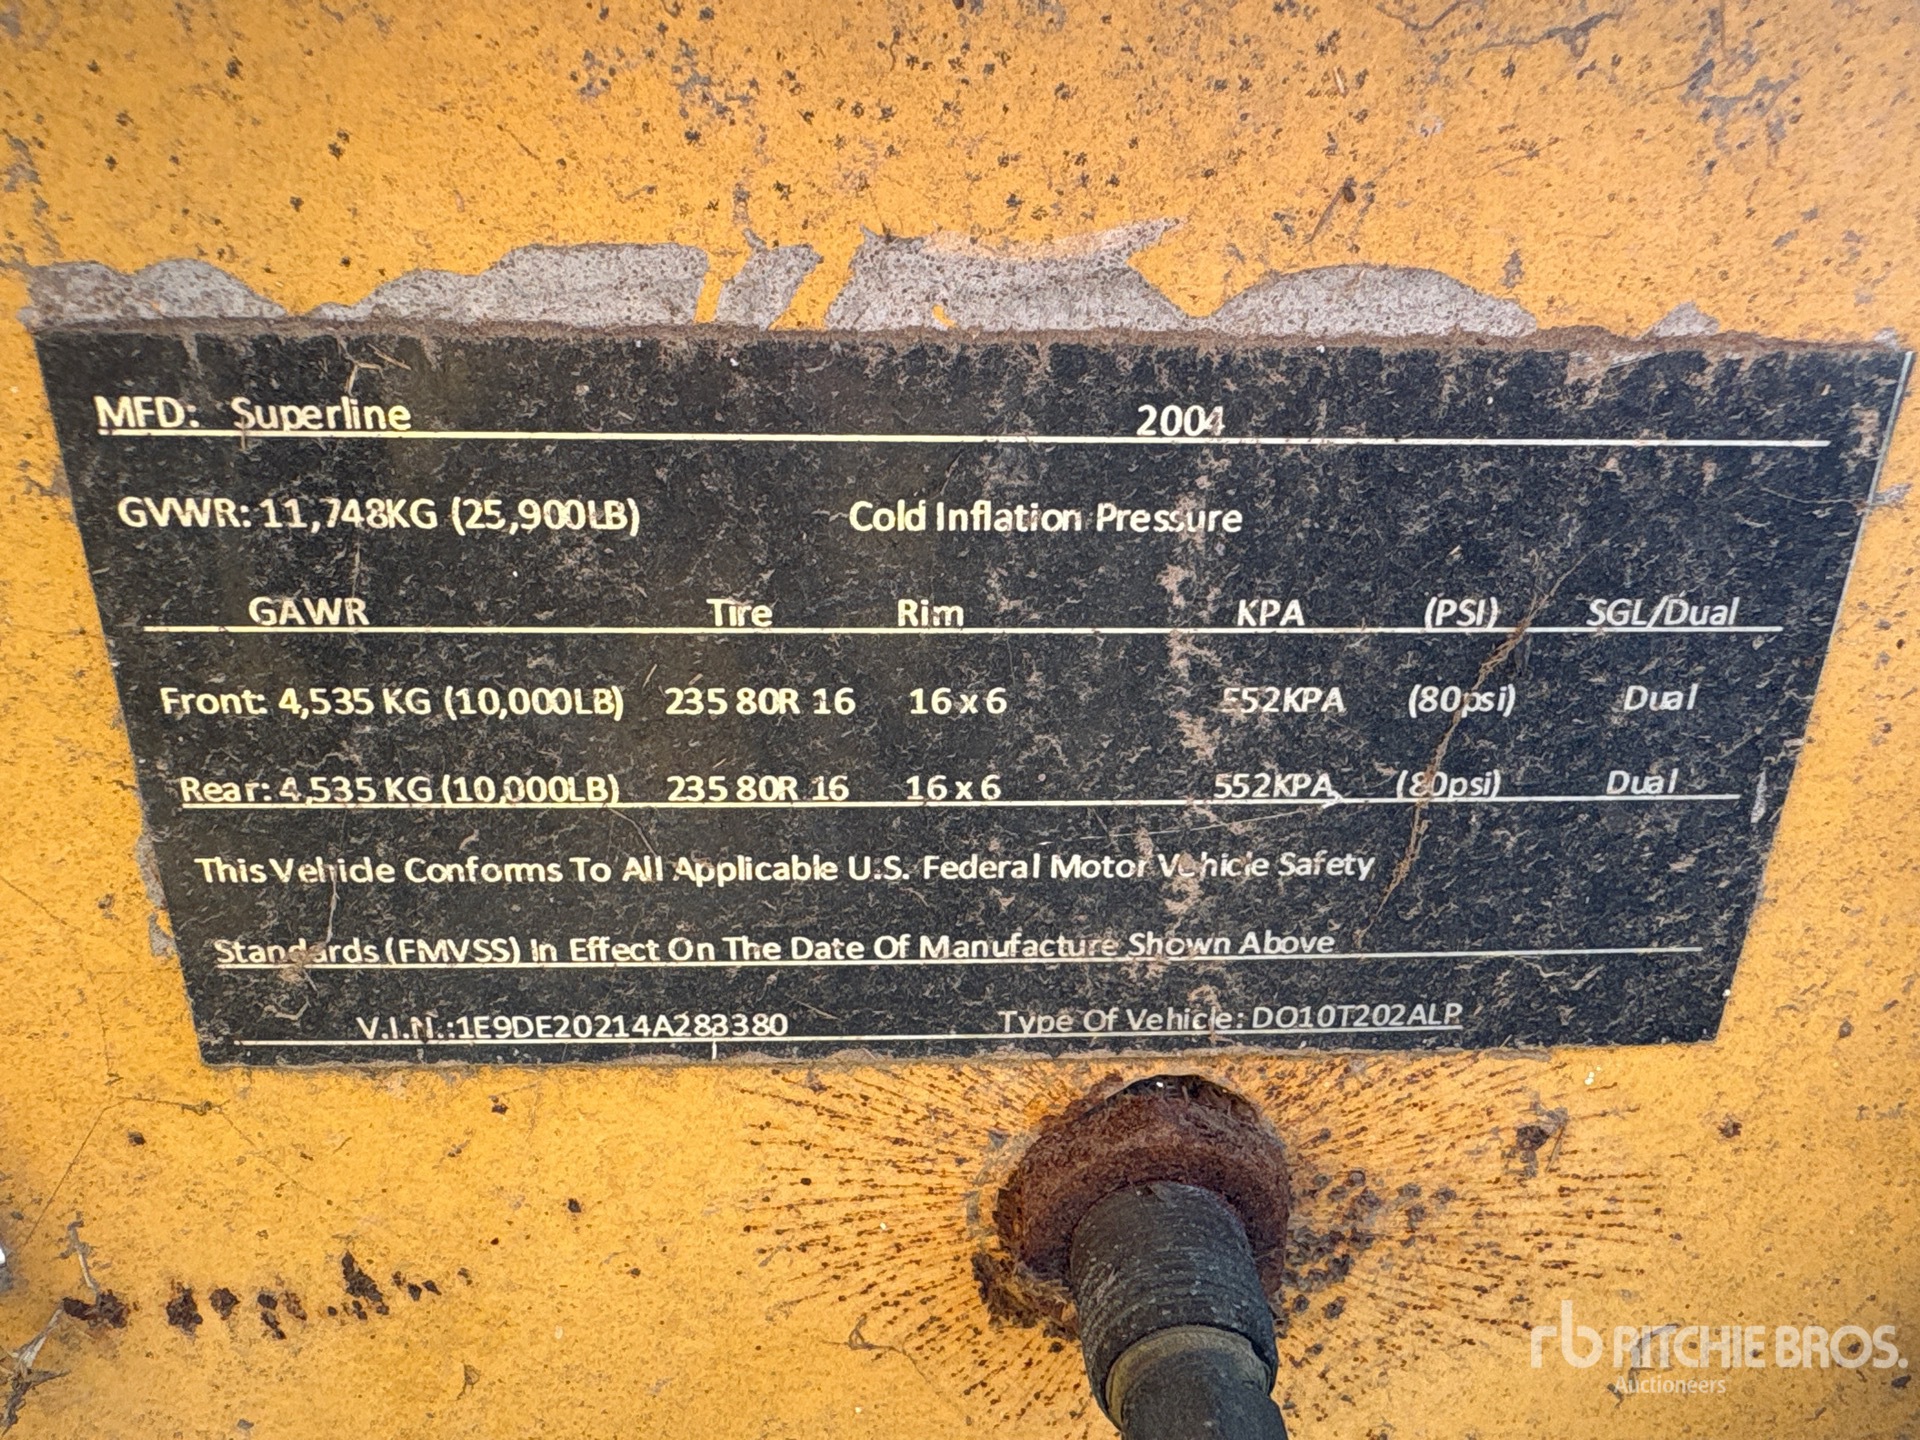 MFD: Superline 2004
GVWR: 11,748KG (25,900LB) Cold Inflation Pressure
GAWR Tire Rim KPA (PSI) SGL/Dual
Front: 4,535 KG (10,000LB) 235 80R 16 16 x 6 552KPA (80psi) Dual
Rear: 4,535 KG (10,000LB) 235 80R 16 16 x 6 552KPA (80psi) Dual
This Vehicle Conforms To All Applicable U.S. Federal Motor Vehicle Safety
Standards (FMVSS) In Effect On The Date Of Manufacture Shown Above
V.I.N.:1E9DE20214A283380 Type Of Vehicle: DO10T202ALP
rb RITCHIE BROS.
Auctioneers